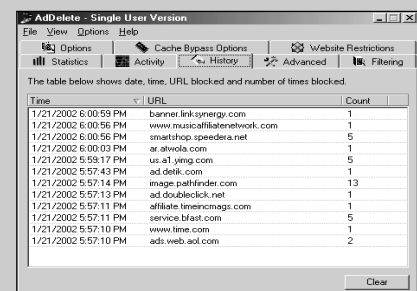 AdDelete - Single User Version
File View Options Help
Options Cache Bypass Options Website Restrictions
Statistics Activity History Advanced Filtering
The table below shows date, time, URL blocked and number of times blocked.
Time URL Count
1/21/2002 6:00:59 PM banner.linksynergy.com 1
1/21/2002 6:00:56 PM www.musicaffiliatenetwork.com 1
1/21/2002 6:00:56 PM smartshop.speedera.net 5
1/21/2002 6:00:03 PM ar.atwola.com 1
1/21/2002 5:59:17 PM us.a1.yimg.com 5
1/21/2002 5:57:43 PM ad.detik.com 1
1/21/2002 5:57:14 PM image.pathfinder.com 13
1/21/2002 5:57:13 PM ad.doubleclick.net 1
1/21/2002 5:57:11 PM affiliate.timeincmags.com 1
1/21/2002 5:57:11 PM service.bfast.com 5
1/21/2002 5:57:10 PM www.time.com 1
1/21/2002 5:57:10 PM ads.web.aol.com 2
Clear